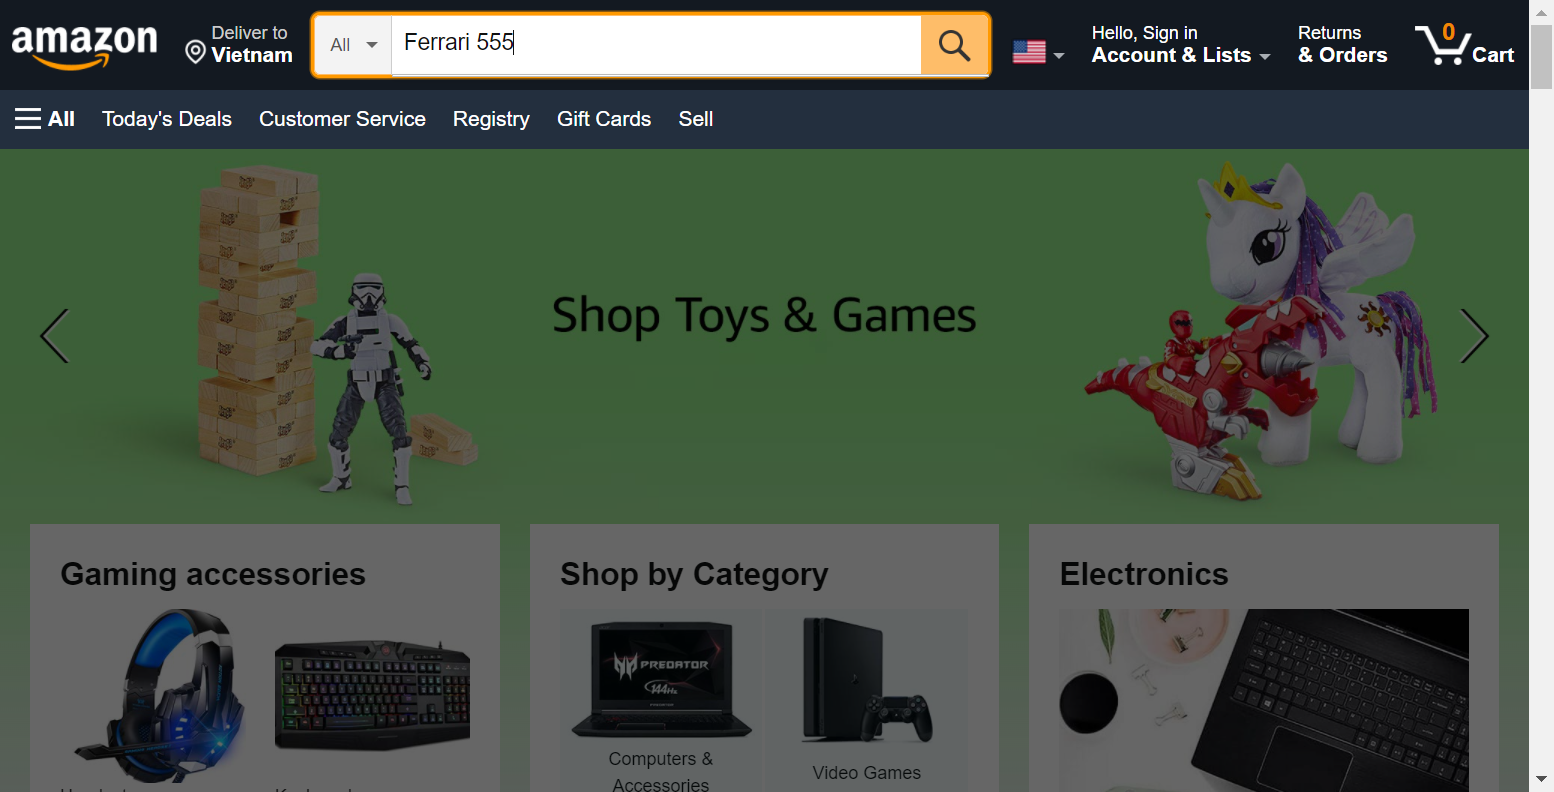 amazon
Deliver to
Vietnam
All
Ferrari 555
Hello, Sign in
Account & Lists
Returns
& Orders
0
Cart
All
Today's Deals
Customer Service
Registry
Gift Cards
Sell
Shop Toys & Games
Gaming accessories
Shop by Category
Electronics
PREDATOR
144Hz
PREDATOR
Computers &
Accessories
Video Games